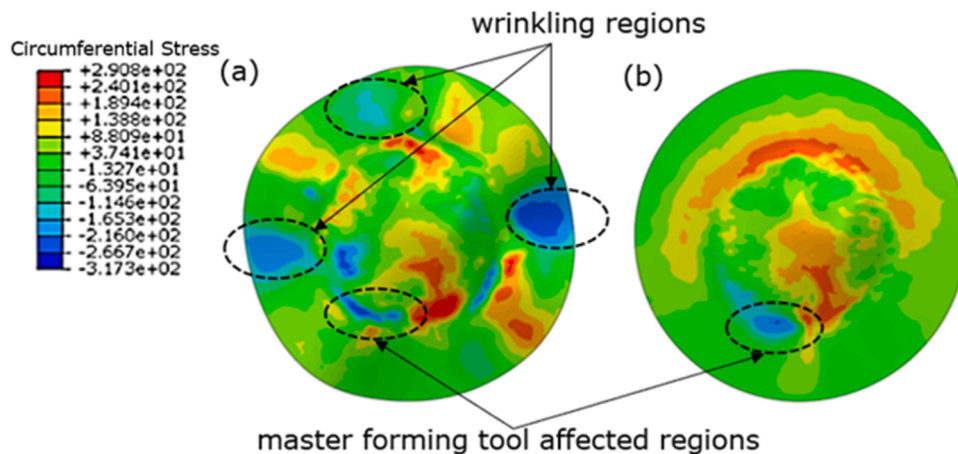 wrinkling regions
Circumferential Stress
+2.908e+02
+2.401e+02
+1.894e+02
+1.388e+02
+8.809e+01
+3.741e+01
-1.327e+01
-6.395e+01
-1.146e+02
-1.653e+02
-2.160e+02
-2.667e+02
-3.173e+02
(a)
(b)
master forming tool affected regions